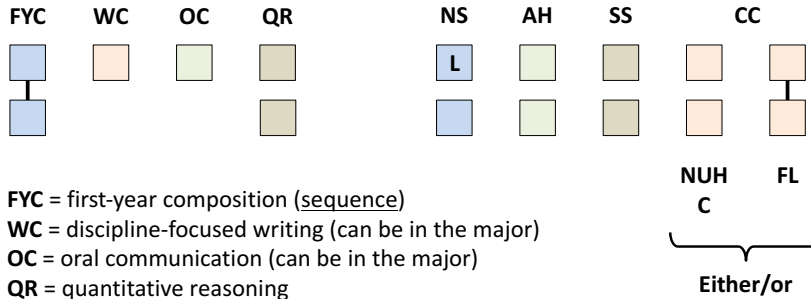 FYC WC OC QR NS AH SS CC
L
NUH FL
C
FYC = first-year composition (sequence)
WC = discipline-focused writing (can be in the major)
OC = oral communication (can be in the major)
QR = quantitative reasoning
Either/or